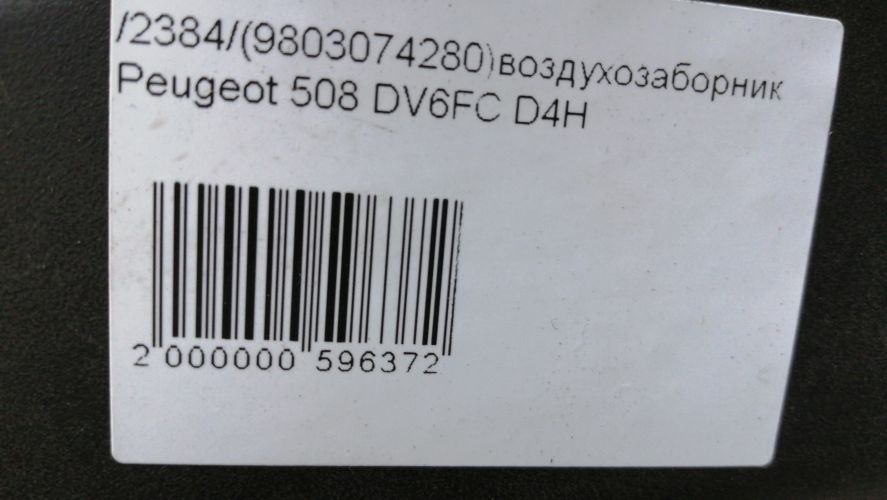 /2384/(9803074280)воздухозаборник
Peugeot 508 DV6FC D4H
2 000000 596372